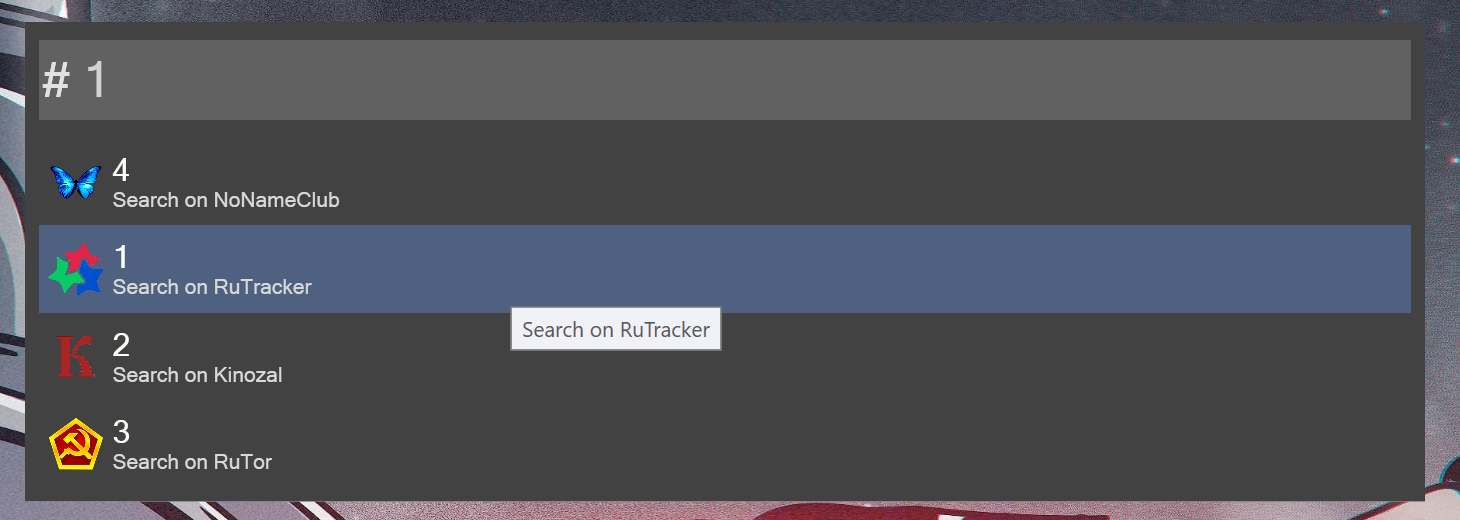 # 1
4
Search on NoNameClub
1
Search on RuTracker
Search on RuTracker
K
2
Search on Kinozal
3
Search on RuTor